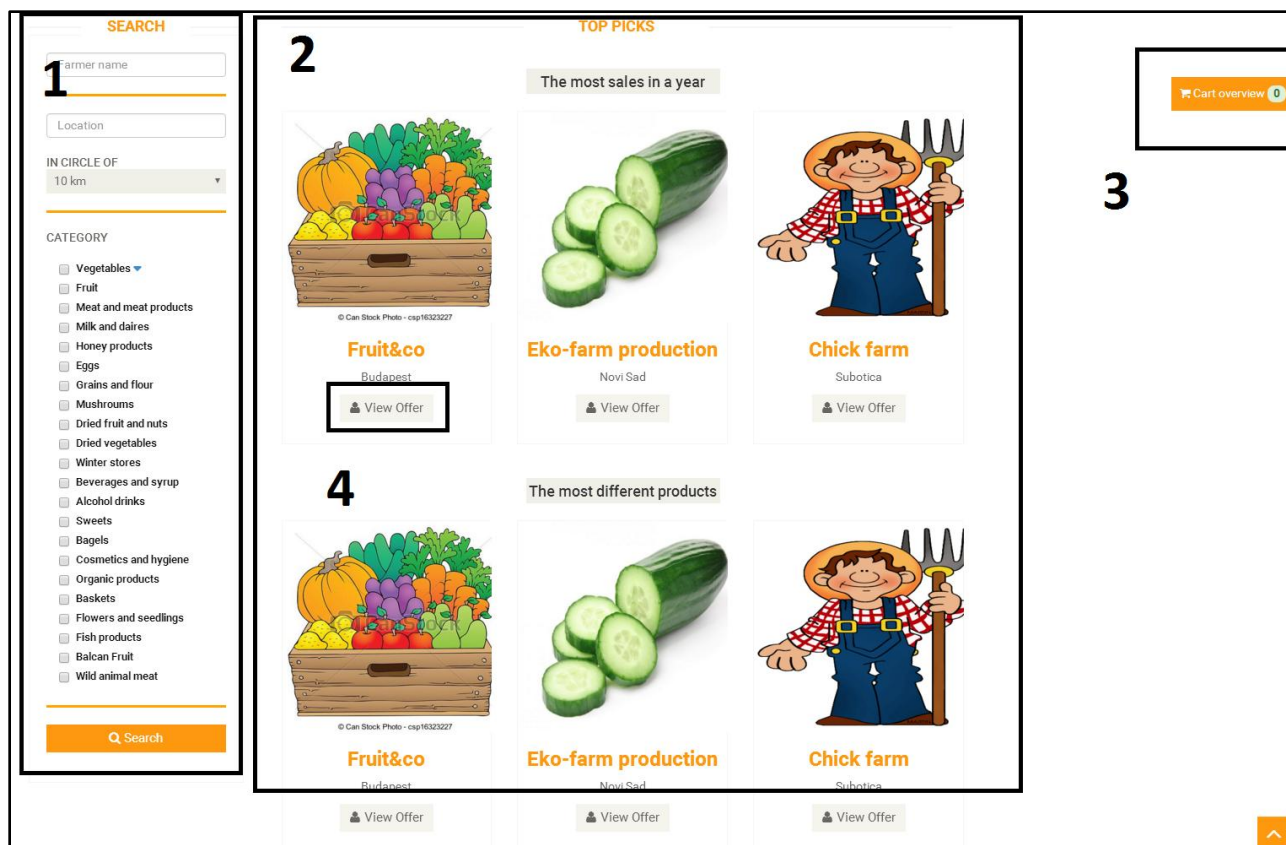 SEARCH
1
Farmer name
Location
IN CIRCLE OF
10 km
CATEGORY
Vegetables
Fruit
Meat and meat products
Milk and daires
Honey products
Eggs
Grains and flour
Mushroums
Dried fruit and nuts
Dried vegetables
Winter stores
Beverages and syrup
Alcohol drinks
Sweets
Bagels
Cosmetics and hygiene
Organic products
Baskets
Flowers and seedlings
Fish products
Balcan Fruit
Wild animal meat
Search
2
TOP PICKS
The most sales in a year
© Can Stock Photo - csp16323227
Fruit&co
Budapest
View Offer
Eko-farm production
Novi Sad
View Offer
Chick farm
Subotica
View Offer
4
The most different products
© Can Stock Photo - csp16323227
Fruit&co
Budapest
View Offer
Eko-farm production
Novi Sad
View Offer
Chick farm
Subotica
View Offer
Cart overview 0
3